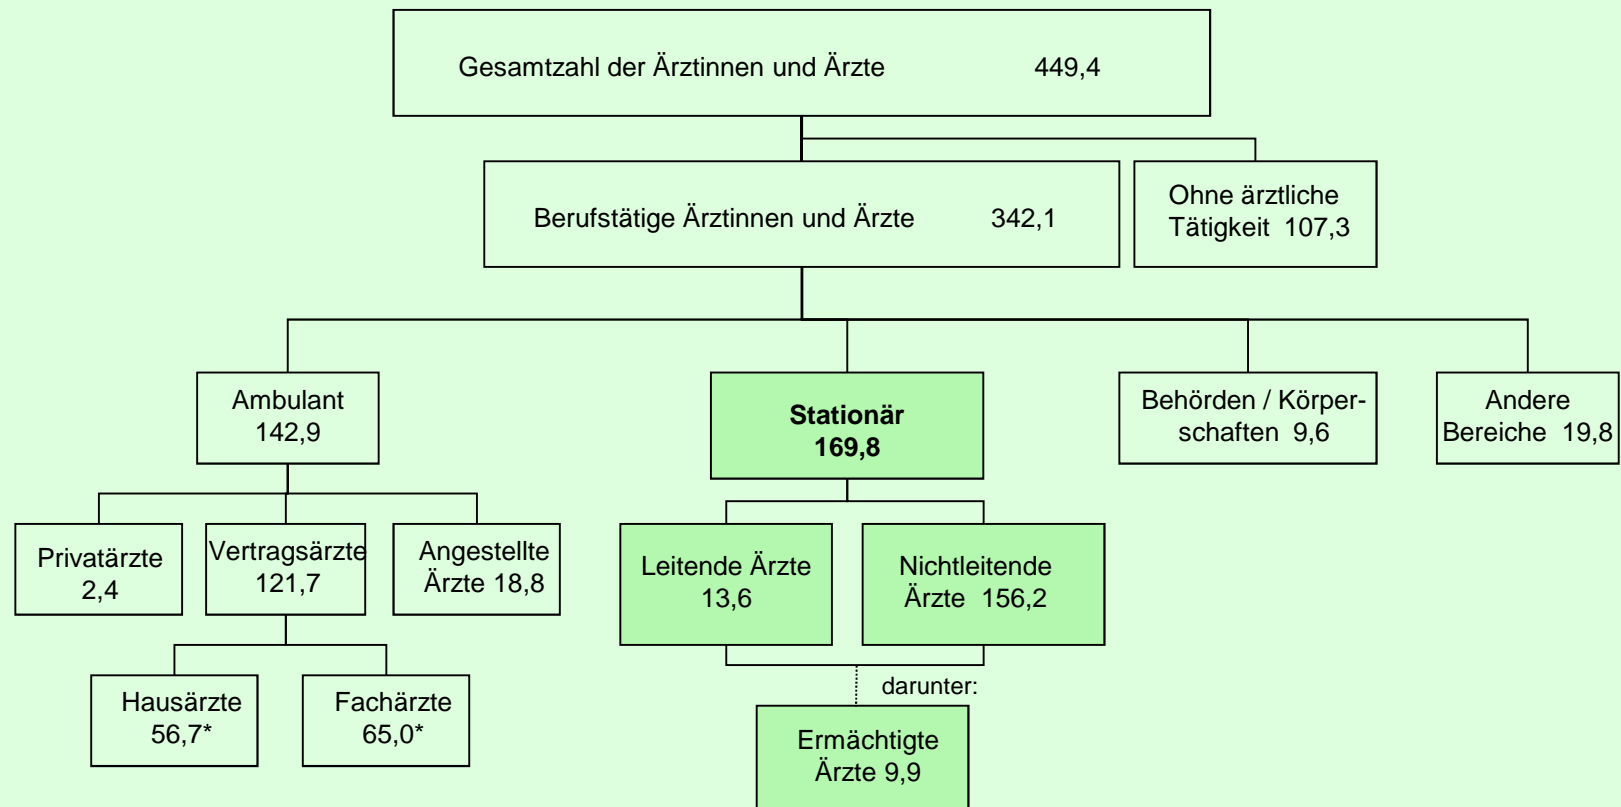 Gesamtzahl der Ärztinnen und Ärzte 449,4
Berufstätige Ärztinnen und Ärzte 342,1
Ohne ärztliche
Tätigkeit 107,3
Ambulant
142,9
Stationär
169,8
Behörden / Körper-
schaften 9,6
Andere
Bereiche 19,8
Privatärzte
2,4
Vertragsärzte
121,7
Angestellte
Ärzte 18,8
Leitende Ärzte
13,6
Nichtleitende
Ärzte 156,2
Hausärzte
56,7*
Fachärzte
65,0*
darunter:
Ermächtigte
Ärzte 9,9